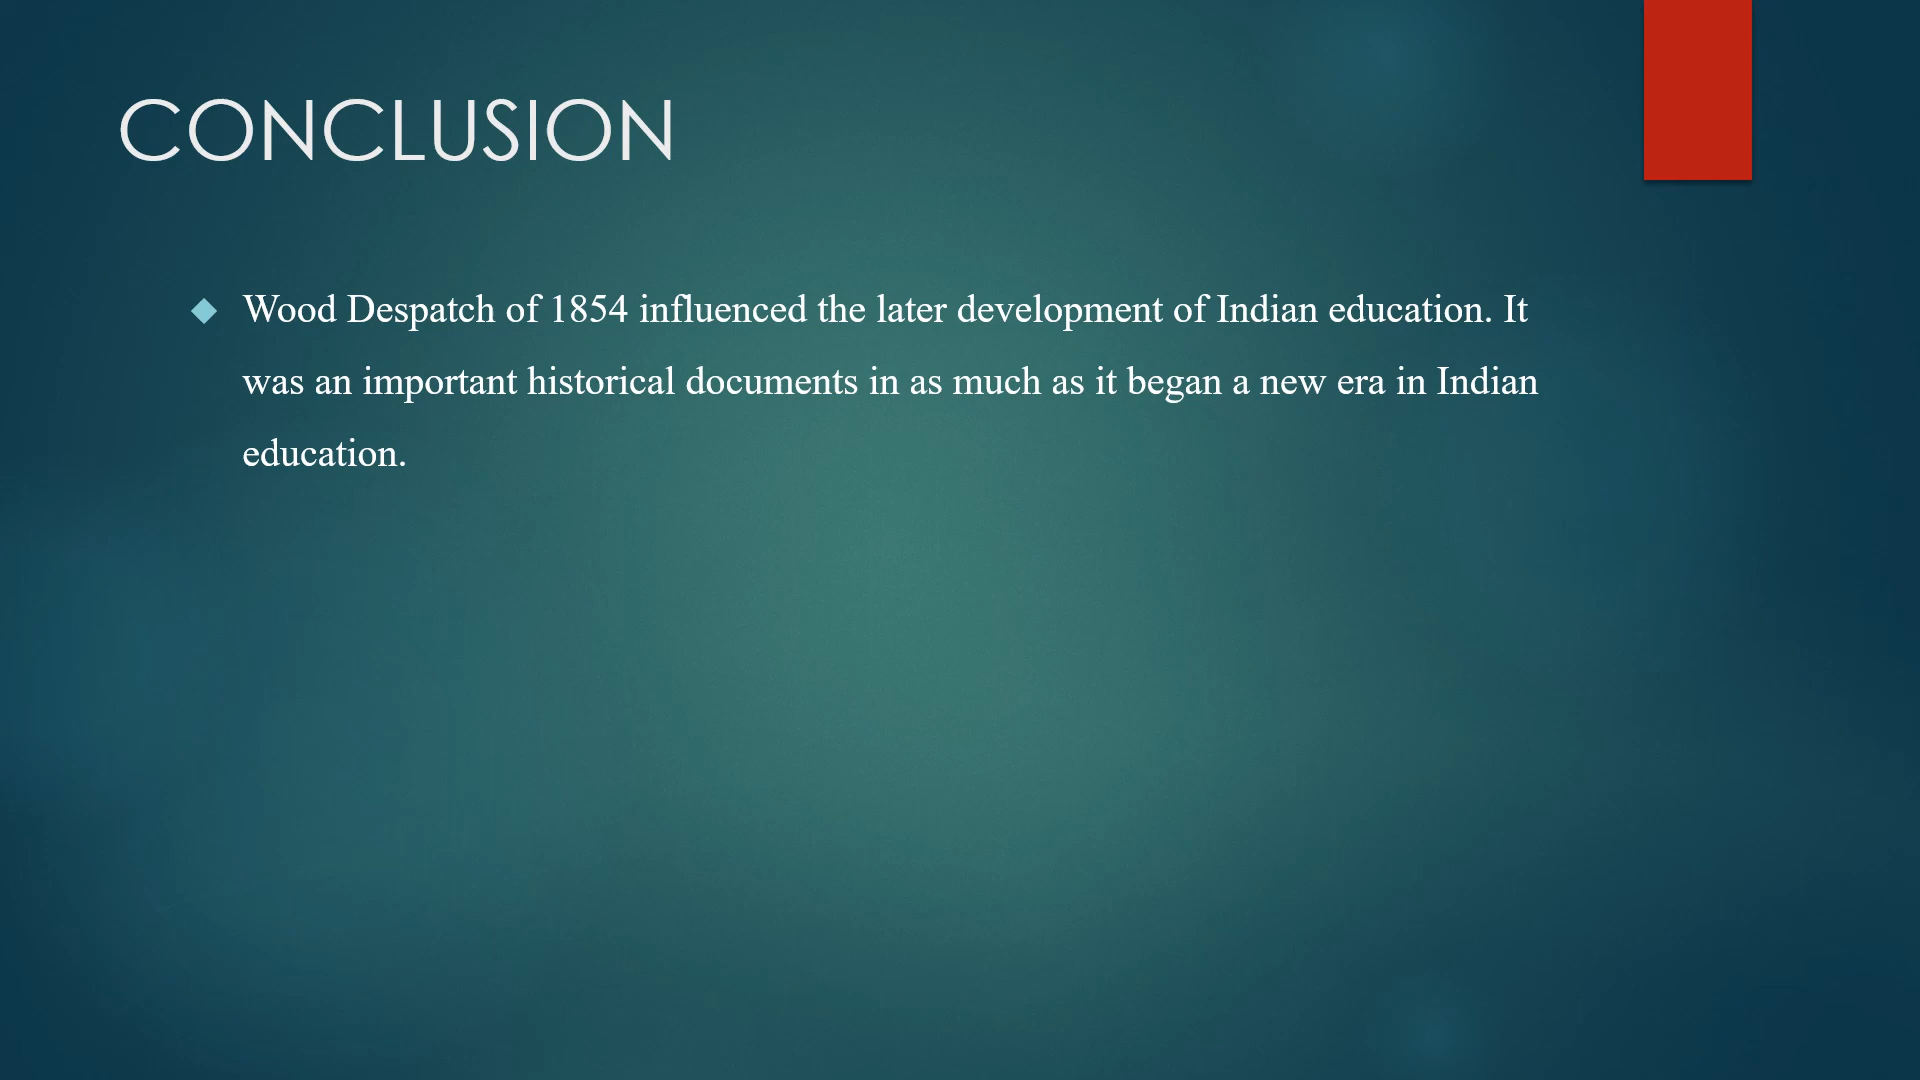 CONCLUSION
Wood Despatch of 1854 influenced the later development of Indian education. It
was an important historical documents in as much as it began a new era in Indian
education.